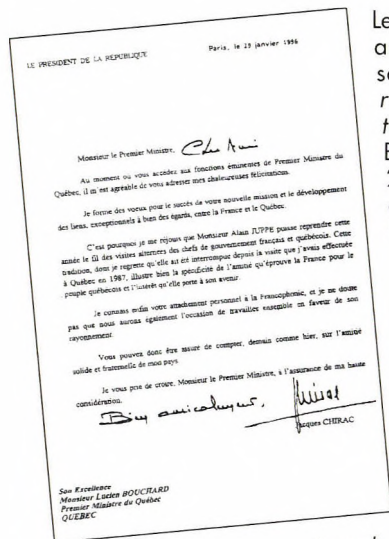 LE PRESIDENT DE LA REPUBLIQUE
Paris, le 29 janvier 1996
Monsieur le Premier Ministre, Cher Ami
Au moment où vous accédez aux fonctions éminentes de Premier Ministre du
Québec, il m'est agréable de vous adresser mes chaleureuses félicitations.
Je forme des voeux pour le succès de votre nouvelle mission et le développement
des liens, exceptionnels à bien des égards, entre la France et le Québec.
C'est pourquoi je me réjouis que Monsieur Alain JUPPE puisse reprendre cette
année le fil des visites alternées des chefs de gouvernement français et québécois. Cette
tradition, dont je regrette qu'elle ait été interrompue depuis la visite que j'avais effectuée
à Québec en 1987, illustre bien la spécificité de l'amitié qu'éprouve la France pour le
peuple québécois et l'intérêt qu'elle porte à son avenir.
Je connais enfin votre attachement personnel à la Francophonie, et je ne doute
pas que nous aurons également l'occasion de travailler ensemble en faveur de son
rayonnement.
Vous pouvez donc être assuré de compter, demain comme hier, sur l'amitié
solide et fraternelle de mon pays.
Je vous prie de croire, Monsieur le Premier Ministre, à l'assurance de ma haute
considération.
Bien amicalement,
Jacques CHIRAC
Son Excellence
Monsieur Lucien BOUCHARD
Premier Ministre du Québec
QUEBEC
Le
a